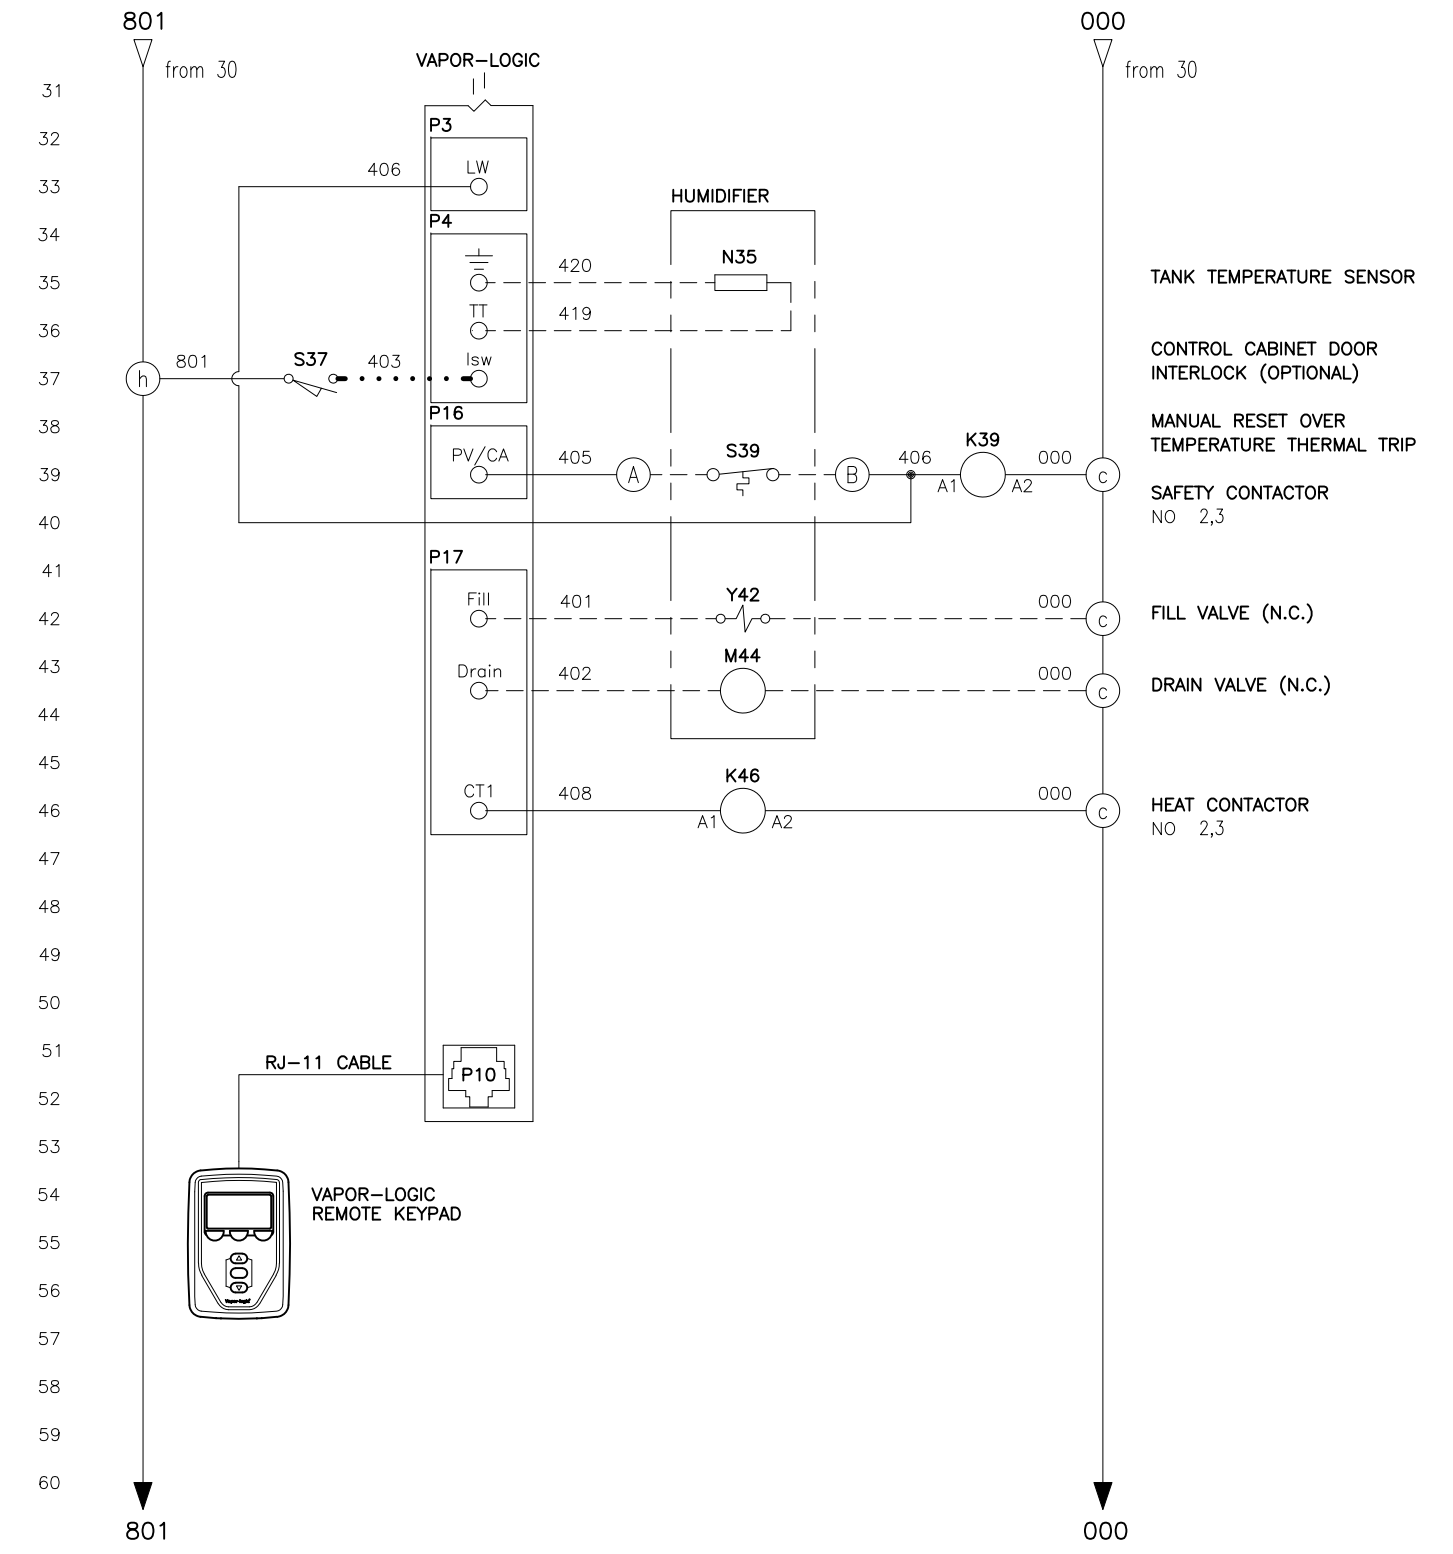 801
000
from 30
from 30
VAPOR-LOGIC
31
P3
32
406
LW
33
HUMIDIFIER
P4
34
420
N35
35
TANK TEMPERATURE SENSOR
TT
419
36
801
S37
403
Isw
CONTROL CABINET DOOR
INTERLOCK (OPTIONAL)
h
37
P16
38
MANUAL RESET OVER
TEMPERATURE THERMAL TRIP
PV/CA
405
A
S39
B
406
K39
A1
A2
000
c
39
SAFETY CONTACTOR
NO 2,3
40
P17
41
Fill
401
Y42
000
c
FILL VALVE (N.C.)
42
43
Drain
402
M44
000
c
DRAIN VALVE (N.C.)
44
45
CT1
408
K46
A1
A2
000
c
HEAT CONTACTOR
NO 2,3
46
47
48
49
50
51
RJ-11 CABLE
P10
52
53
54
VAPOR-LOGIC
REMOTE KEYPAD
55
56
Vapor-logic
57
58
59
60
801
000